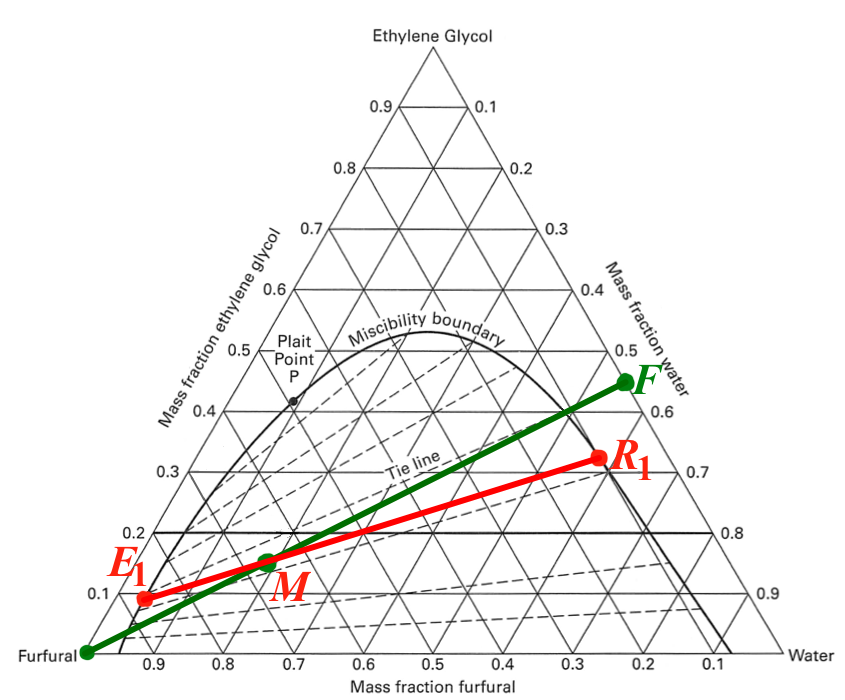 Ethylene Glycol
0.9 0.1
0.8 0.2
0.7 0.3
Mass fraction ethylene glycol
Mass fraction water
0.6 0.4
Miscibility boundary
Plait
Point
P
0.5 0.5
F
0.4 0.6
Tie line
R1
0.3 0.7
0.2 0.8
E1
M
0.1 0.9
Furfural Water
0.9 0.8 0.7 0.6 0.5 0.4 0.3 0.2 0.1
Mass fraction furfural